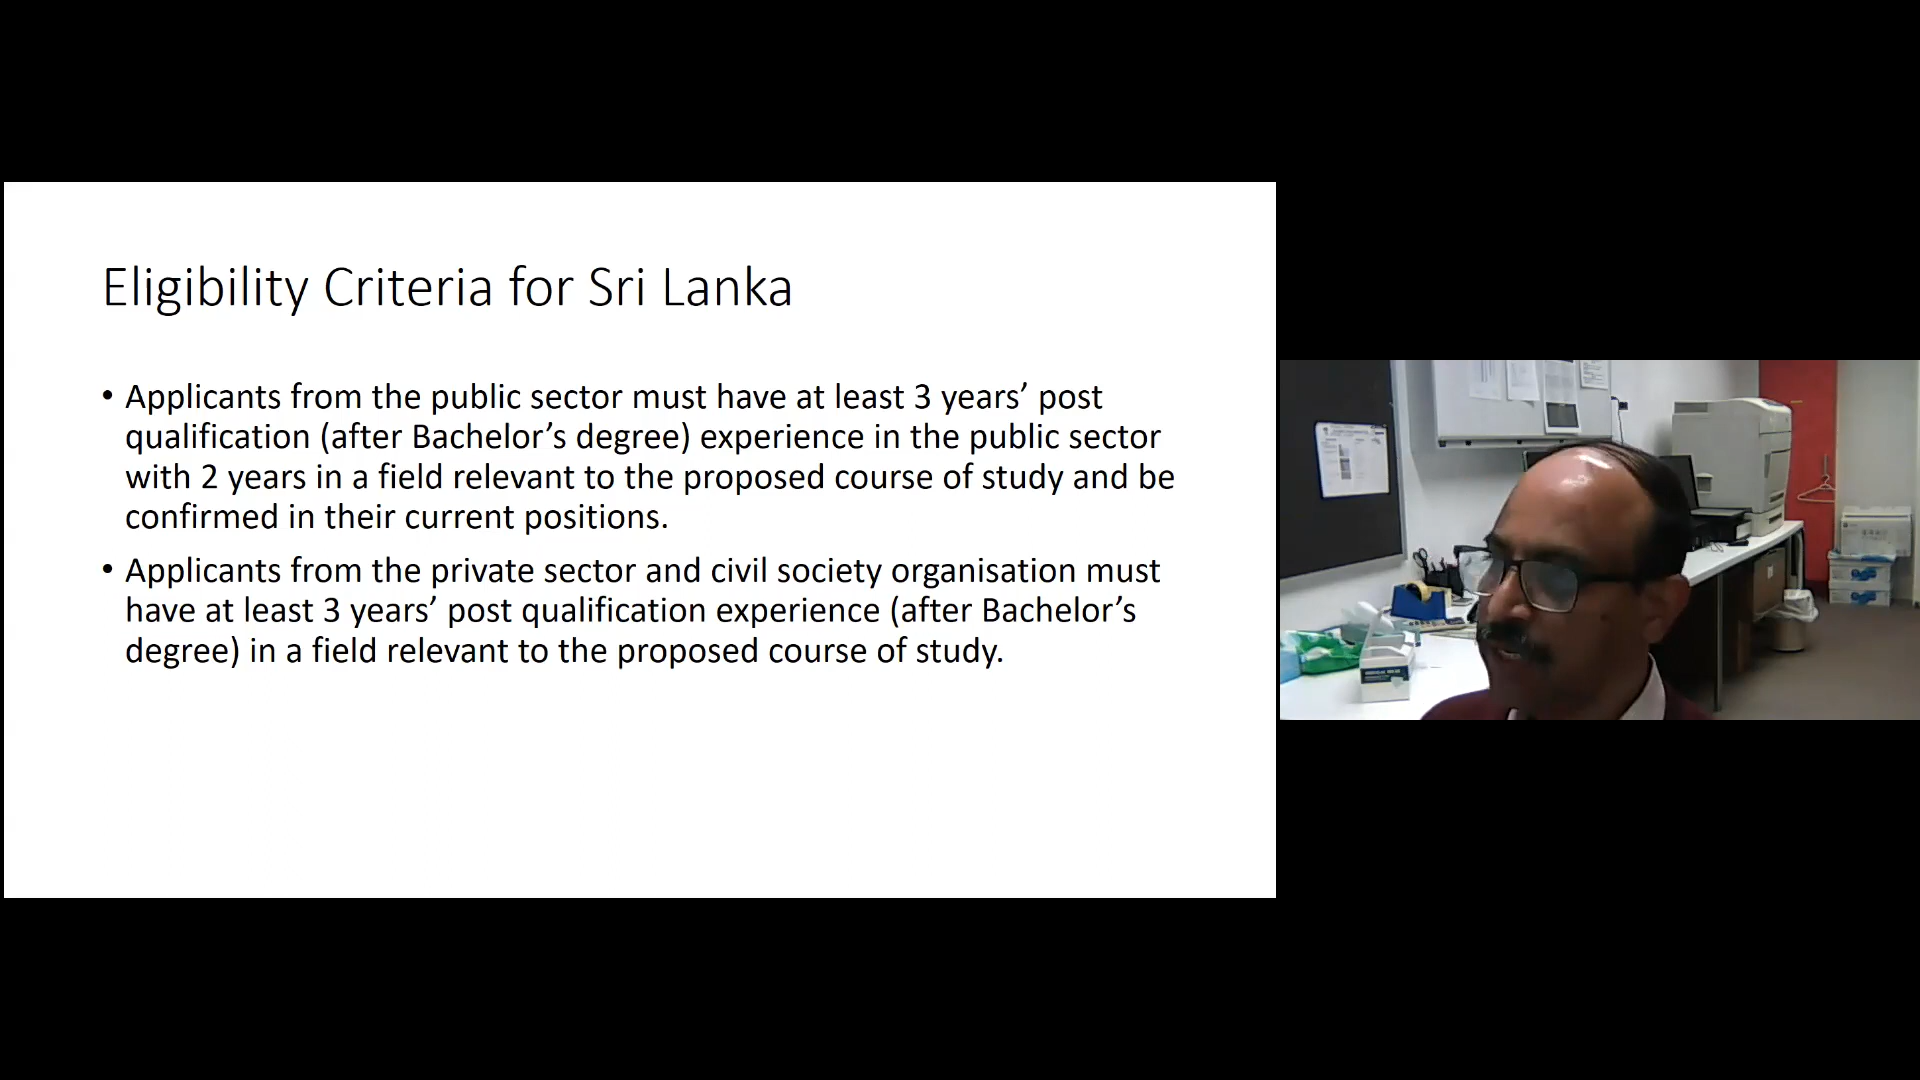 Eligibility Criteria for Sri Lanka
• Applicants from the public sector must have at least 3 years’ post
qualification (after Bachelor’s degree) experience in the public sector
with 2 years in a field relevant to the proposed course of study and be
confirmed in their current positions.
• Applicants from the private sector and civil society organisation must
have at least 3 years’ post qualification experience (after Bachelor’s
degree) in a field relevant to the proposed course of study.